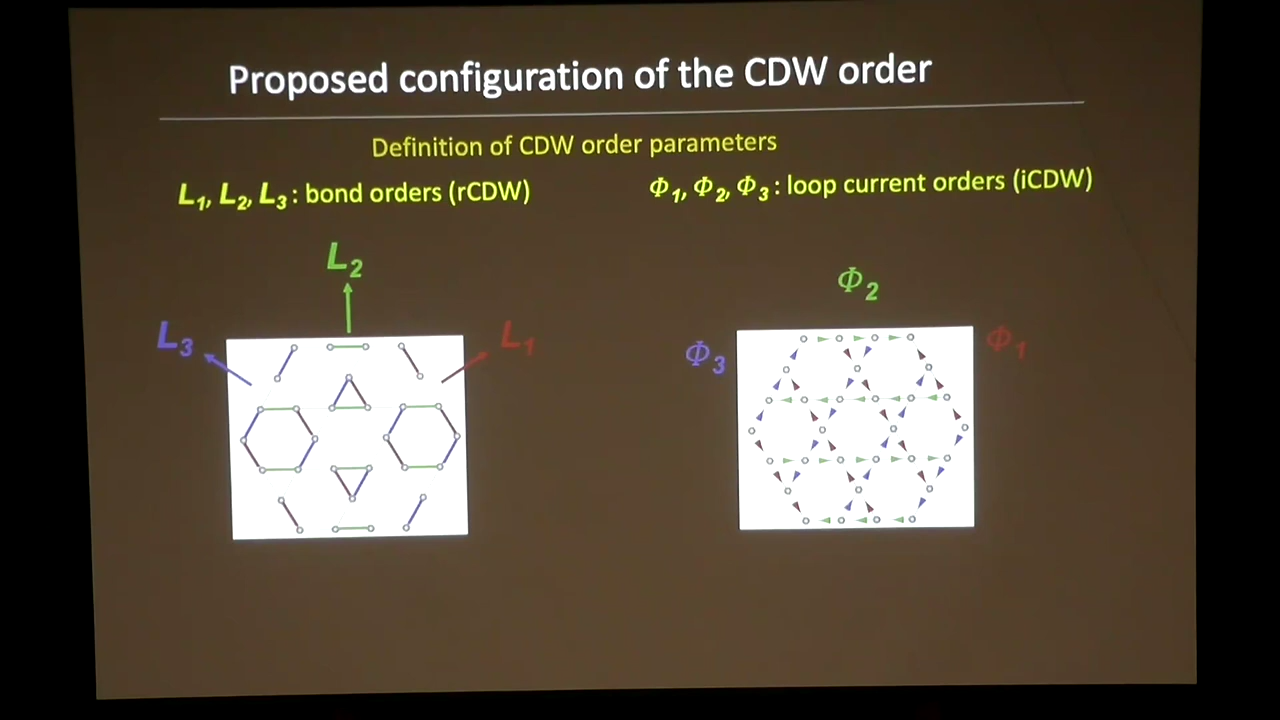 Proposed configuration of the CDW order
Definition of CDW order parameters
L1, L2, L3: bond orders (rCDW)
Φ1, Φ2, Φ3: loop current orders (iCDW)
L2
L3
L1
Φ2
Φ3
Φ1